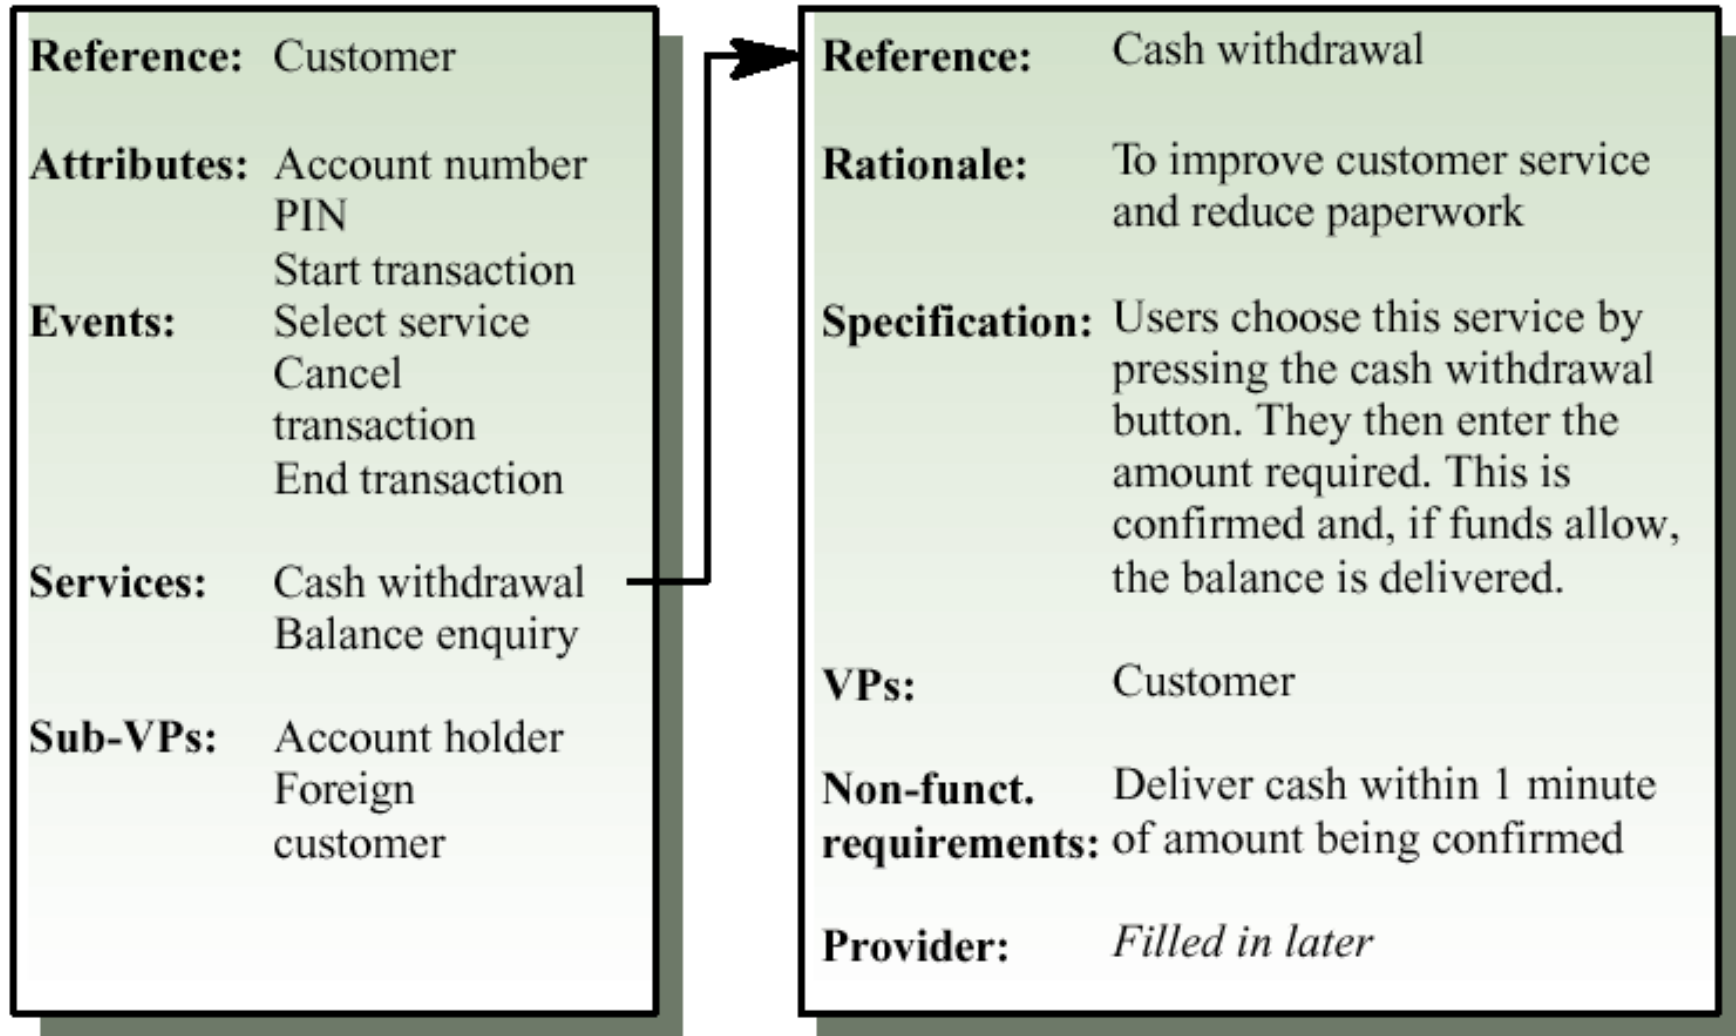 Reference: Customer
Attributes: Account number
PIN
Start transaction
Events: Select service
Cancel
transaction
End transaction
Services: Cash withdrawal
Balance enquiry
Sub-VPs: Account holder
Foreign
customer
Reference: Cash withdrawal
Rationale: To improve customer service
and reduce paperwork
Specification: Users choose this service by
pressing the cash withdrawal
button. They then enter the
amount required. This is
confirmed and, if funds allow,
the balance is delivered.
VPs: Customer
Non-funct. Deliver cash within 1 minute
requirements: of amount being confirmed
Provider: Filled in later